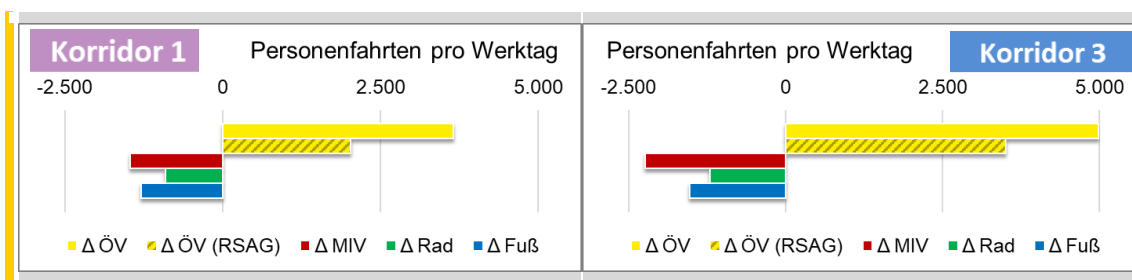 Korridor 1
Personenfahrten pro Werktag
-2.500 0 2.500 5.000
Δ ÖV Δ ÖV (RSAG) Δ MIV Δ Rad Δ Fuß
Personenfahrten pro Werktag
Korridor 3
-2.500 0 2.500 5.000
Δ ÖV Δ ÖV (RSAG) Δ MIV Δ Rad Δ Fuß